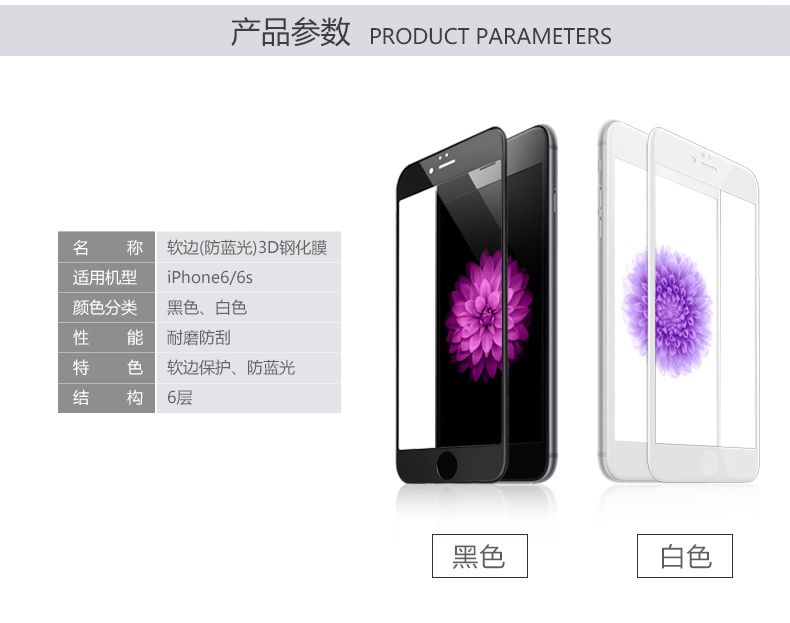 产品参数 PRODUCT PARAMETERS
名 称 软边(防蓝光)3D钢化膜
适用机型 iPhone6/6s
颜色分类 黑色、白色
性 能 耐磨防刮
特 色 软边保护、防蓝光
结 构 6层
黑色 白色